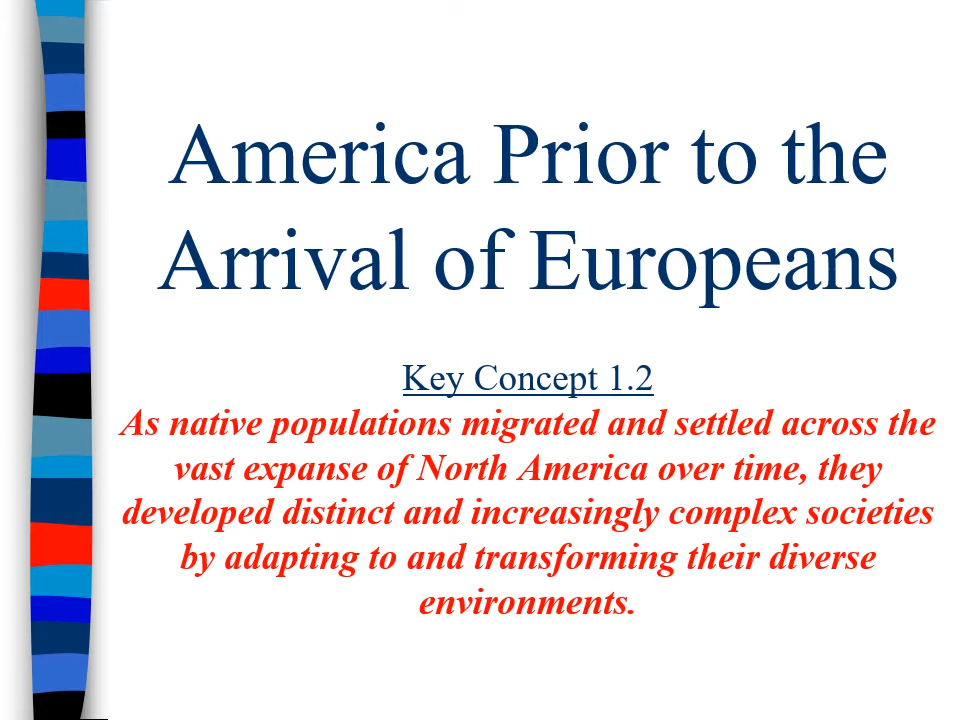 America Prior to the
Arrival of Europeans
Key Concept 1.2
As native populations migrated and settled across the
vast expanse of North America over time, they
developed distinct and increasingly complex societies
by adapting to and transforming their diverse
environments.